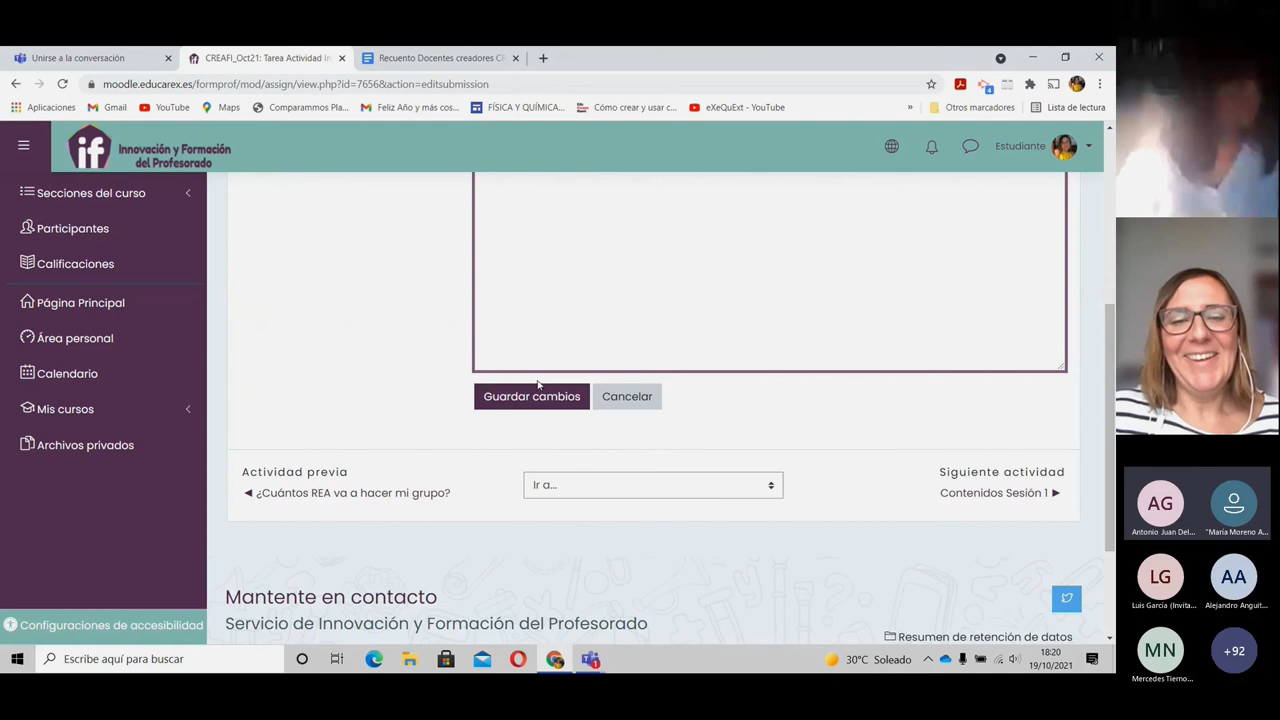 Unirse a la conversación
CREAFI_Oct21: Tarea Actividad In
Recuento Docentes creadores CR
moodle.educarex.es/formprof/mod/assign/view.php?id=7656&action=editsubmission
Aplicaciones
Gmail
YouTube
Maps
Comparammos Pla...
Feliz Año y más cos...
FÍSICA Y QUÍMICA...
Cómo crear y usar c...
eXeQuExt - YouTube
»
Otros marcadores
Lista de lectura
if
Innovación y Formación
del Profesorado
Estudiante
Secciones del curso
Participantes
Calificaciones
Página Principal
Área personal
Calendario
Mis cursos
Archivos privados
Configuraciones de accesibilidad
Guardar cambios
Cancelar
Actividad previa
◄ ¿Cuántos REA va a hacer mi grupo?
Ir a...
Siguiente actividad
Contenidos Sesión 1 ►
Mantente en contacto
Servicio de Innovación y Formación del Profesorado
Resumen de retención de datos
AG
Antonio Juan Del...
"María Moreno A...
LG
Luis García (Invita...
AA
Alejandro Anguit...
MN
Mercedes Tierno...
+92
Escribe aquí para buscar
30°C Soleado
18:20
19/10/2021